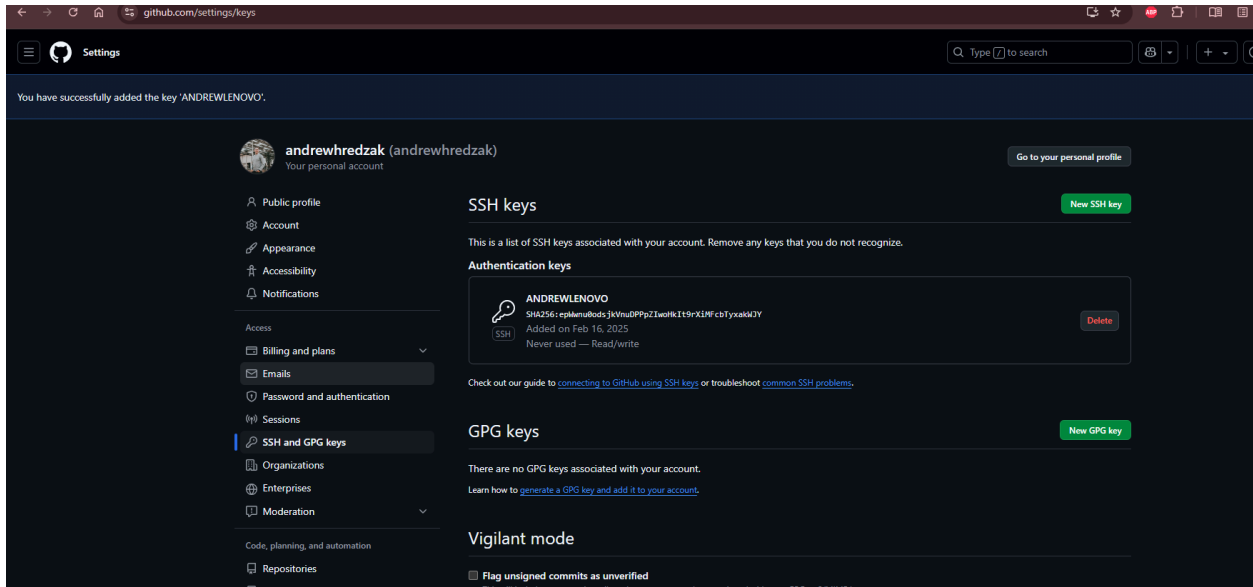 github.com/settings/keys
ABP
Settings
Type / to search
You have successfully added the key 'ANDREWLENOVO'.
andrewhredzak (andrewhredzak)
Your personal account
Go to your personal profile
Public profile
Account
Appearance
Accessibility
Notifications
Access
Billing and plans
Emails
Password and authentication
Sessions
SSH and GPG keys
Organizations
Enterprises
Moderation
Code, planning, and automation
Repositories
SSH keys
New SSH key
This is a list of SSH keys associated with your account. Remove any keys that you do not recognize.
Authentication keys
ANDREWLENOVO
SSH
Added on Feb 16, 2025
Never used — Read/write
Delete
Check out our guide to connecting to GitHub using SSH keys or troubleshoot common SSH problems.
GPG keys
New GPG key
There are no GPG keys associated with your account.
Learn how to generate a GPG key and add it to your account.
Vigilant mode
Flag unsigned commits as unverified